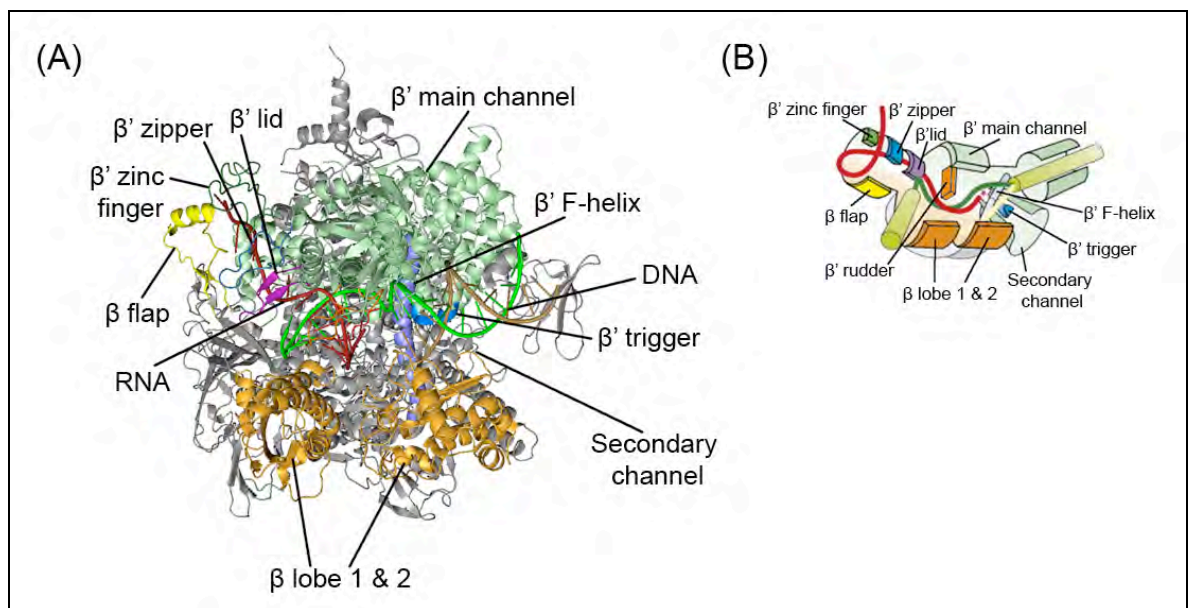 (A)
β’ main channel
β’ lid
β’ zipper
β’ zinc
finger
β’ F-helix
DNA
β flap
β’ trigger
RNA
Secondary
channel
β lobe 1 & 2
(B)
β’ zinc finger
β’ zipper
β’lid
β’ main channel
β flap
β’ F-helix
β’ trigger
β’ rudder
Secondary
channel
β lobe 1 & 2